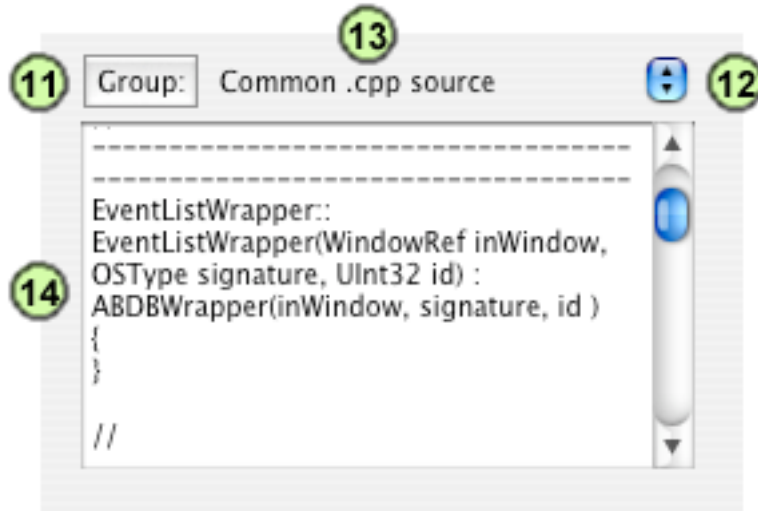 13
11 Group: Common .cpp source 12
//
-----------------------------------
-----------------------------------
EventListWrapper::
EventListWrapper(WindowRef inWindow,
14 OSType signature, UInt32 id) :
ABDBWrapper(inWindow, signature, id )
{
}
//